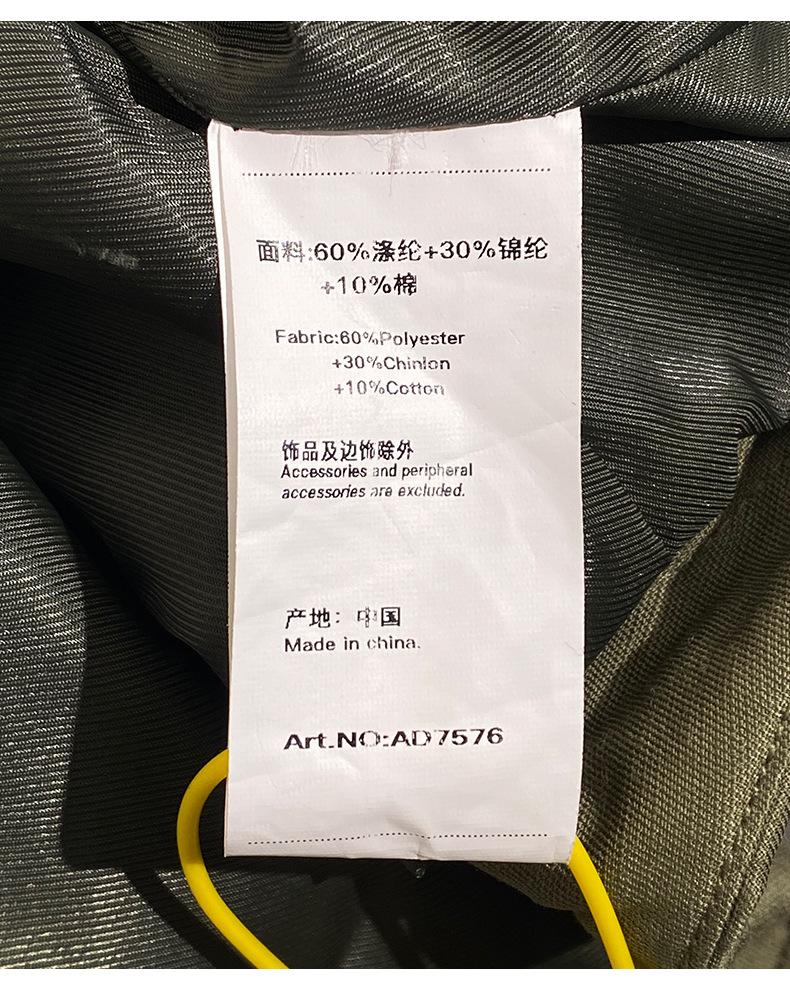 面料:60%涤纶+30%锦纶
+10%棉
Fabric:60%Polyester
+30%Chinlon
+10%Cotton
饰品及边饰除外
Accessories and peripheral
accessories are excluded.
产地：中国
Made in china.
Art.NO:AD7576